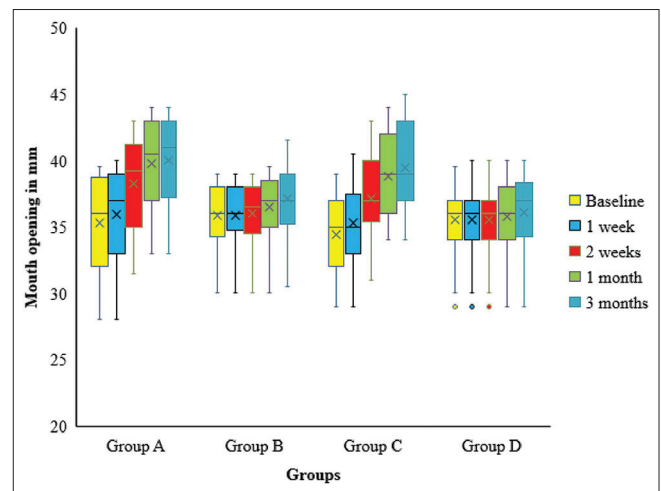 50
45
40
35
30
25
20
Mouth opening in mm
Group A
Group B
Group C
Group D
Groups
Baseline
1 week
2 weeks
1 month
3 months